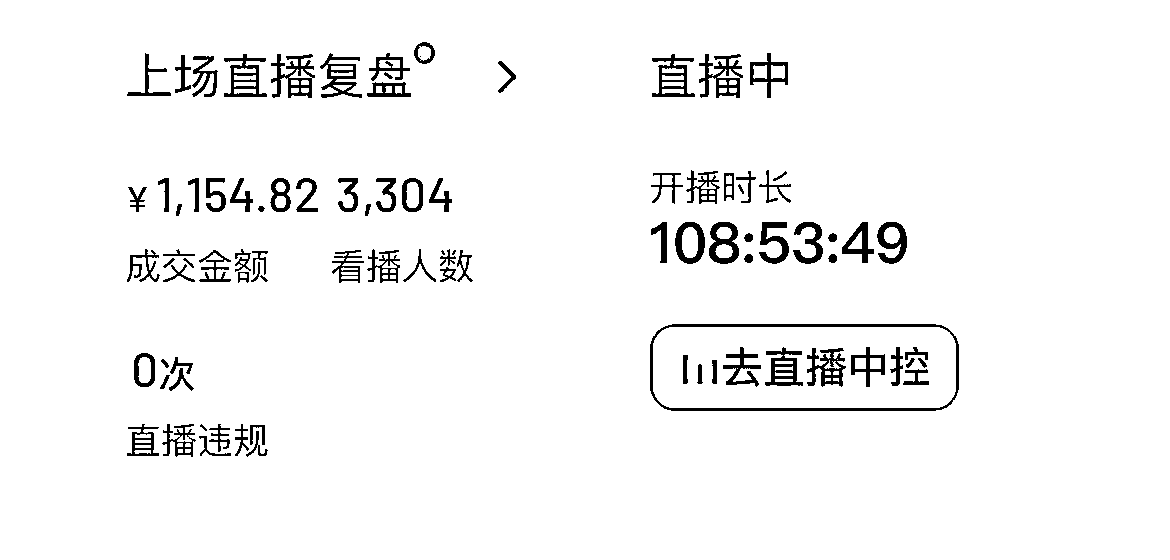 上场直播复盘
¥1,154.82 3,304
成交金额 看播人数
0次
直播违规
直播中
开播时长
108:53:49
去直播中控